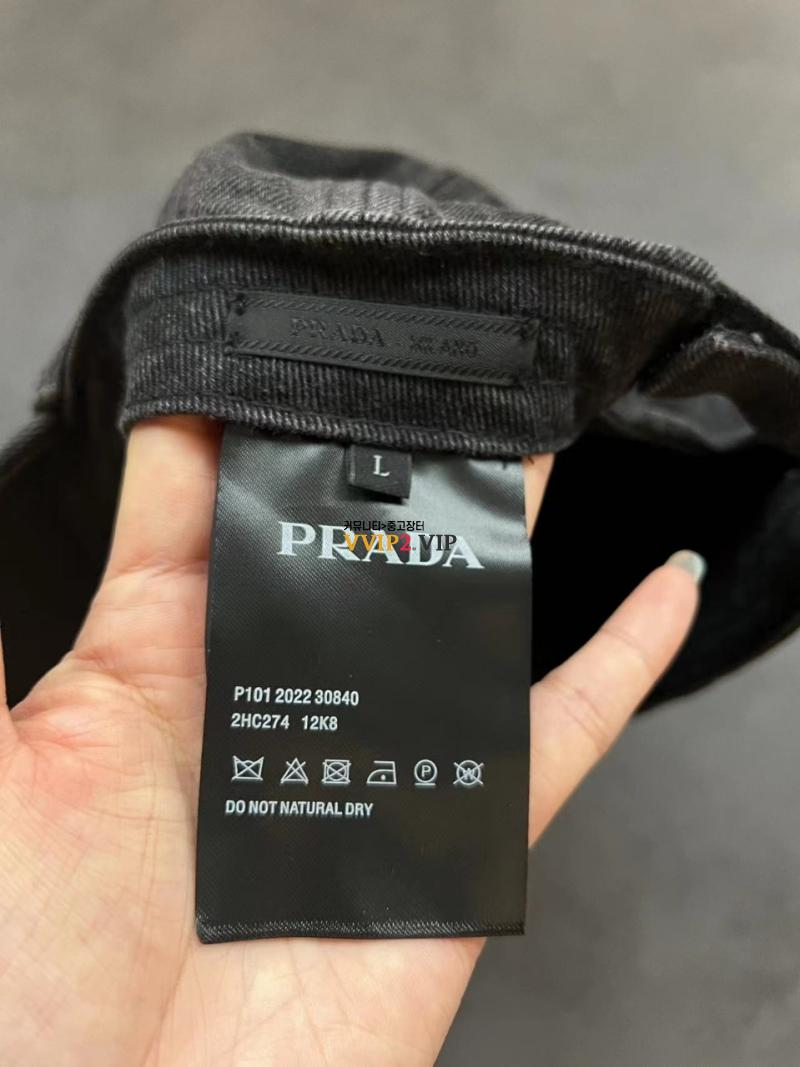 PRADA MILANO
L
커뮤니티>중고장터
PRADA
VVIP2.VIP
P101 2022 30840
2HC274 12K8
P
W
DO NOT NATURAL DRY